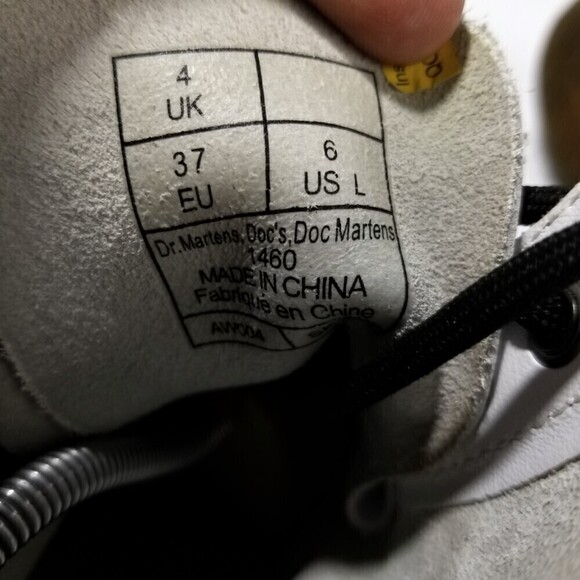 4
UK
37
EU
6
US L
Dr.Martens, Doc's, Doc Martens
1460
MADE IN CHINA
Fabriqué en Chine
AW004